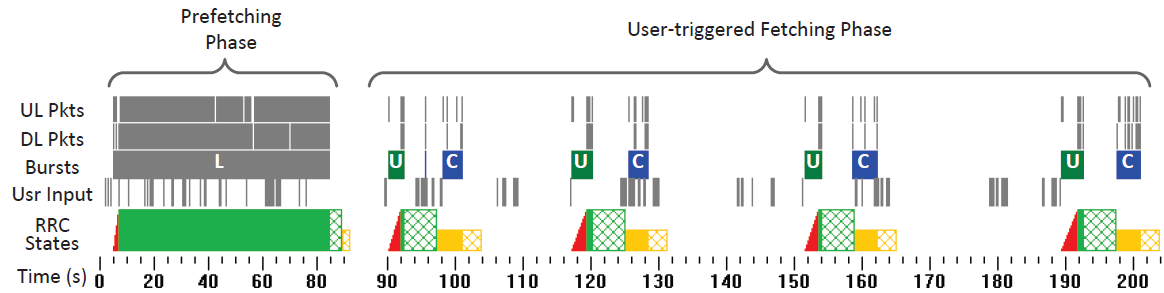 Prefetching
Phase
User-triggered Fetching Phase
UL Pkts
DL Pkts
Bursts L U C U C U C U C
Usr Input
RRC
States
Time (s) 0 20 40 60 80 90 100 110 120 130 140 150 160 170 180 190 200